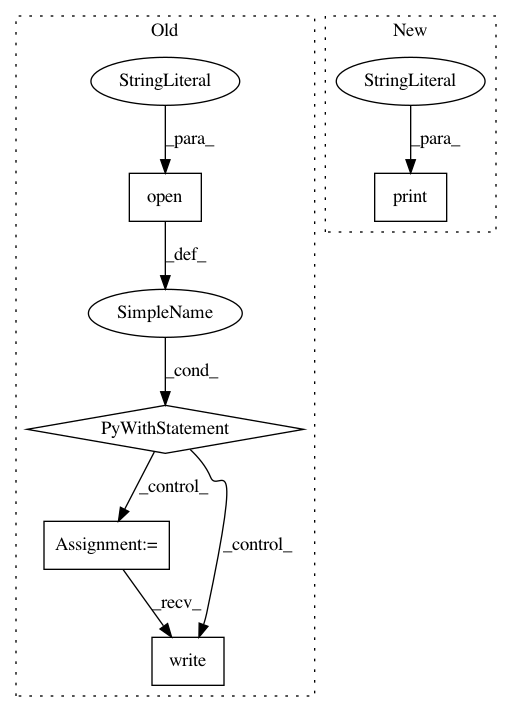 Old
New
StringLiteral
StringLiteral
_para_
_para_
open
print
_def_
SimpleName
_cond_
PyWithStatement
_control_
Assignment:=
_control_
_recv_
write